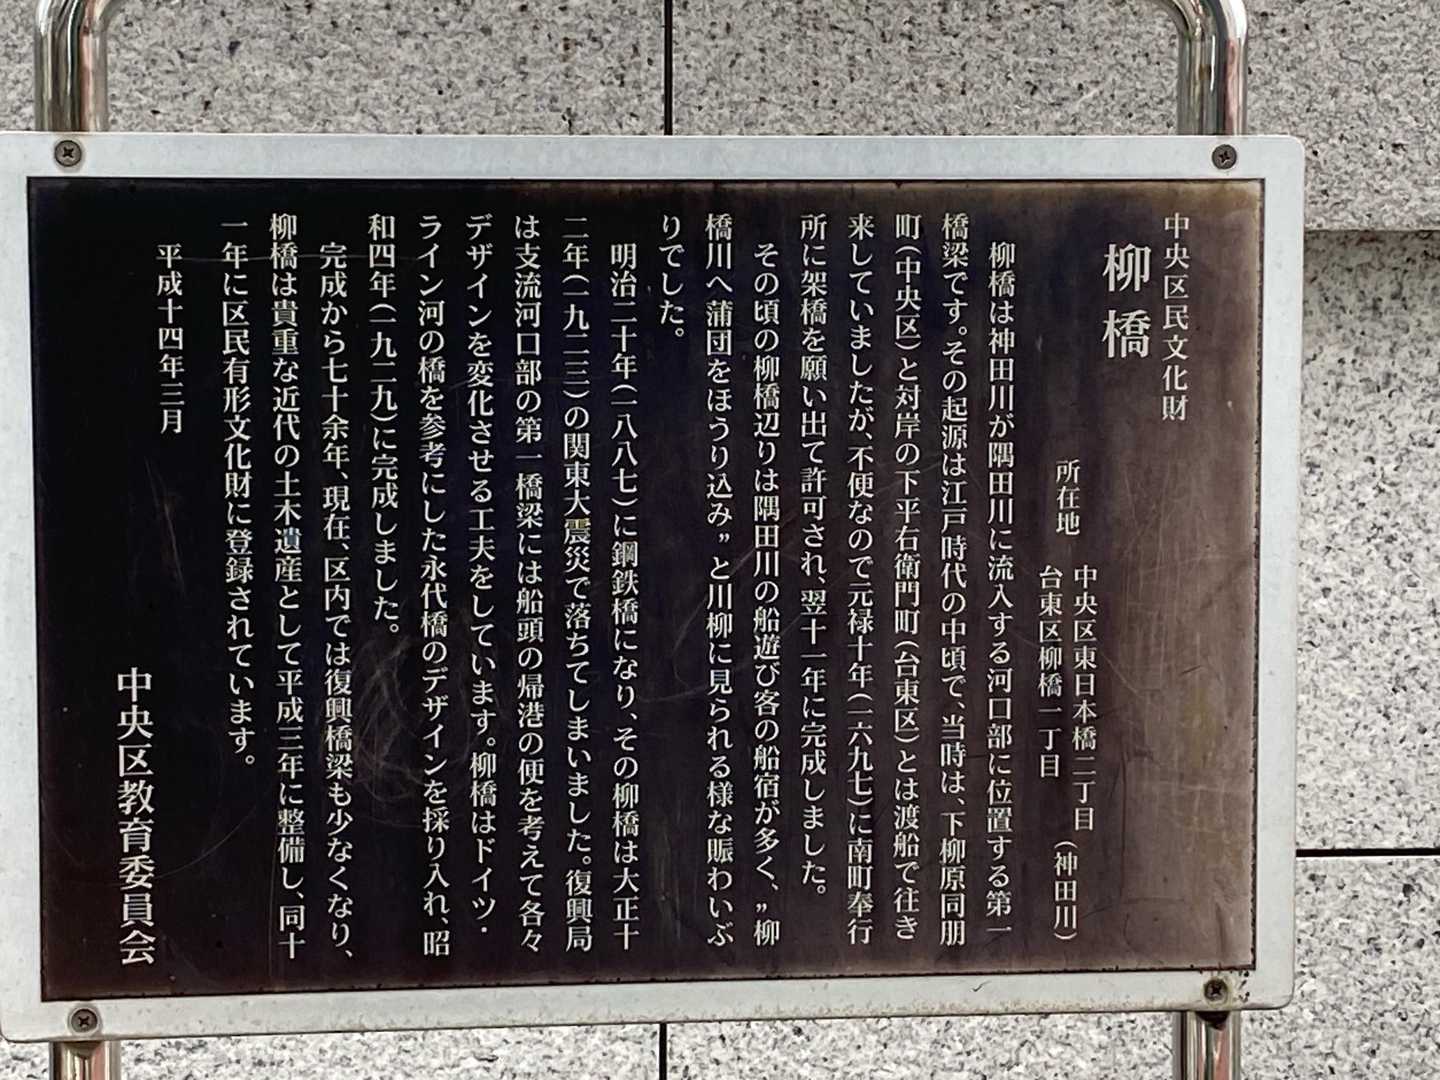 中央区民文化財
柳橋
所在地
中央区東日本橋二丁目
台東区柳橋一丁目
（神田川）
柳橋は神田川が隅田川に流入する河口部に位置する第一
橋梁です。その起源は江戸時代の中頃で、当時は、下柳原同朋
町（中央区）と対岸の下平右衛門町（台東区）とは渡船で往き
来していましたが、不便なので元禄十年（一六九七）に南町奉行
所に架橋を願い出て許可され、翌十一年に完成しました。
その頃の柳橋辺りは隅田川の船遊び客の船宿が多く、〝柳
橋川へ蒲団をほうり込み〟と川柳に見られる様な賑わいぶ
りでした。
明治二十年（一八八七）に鋼鉄橋になり、その柳橋は大正十
二年（一九二三）の関東大震災で落ちてしまいました。復興局
は支流河口部の第一橋梁には船頭の帰港の便を考えて各々
デザインを変化させる工夫をしています。柳橋はドイツ・
ライン河の橋を参考にした永代橋のデザインを採り入れ、昭
和四年（一九二九）に完成しました。
完成から七十余年、現在、区内では復興橋梁も少なくなり、
柳橋は貴重な近代の土木遺産として平成三年に整備し、同十
一年に区民有形文化財に登録されています。
平成十四年三月
中央区教育委員会